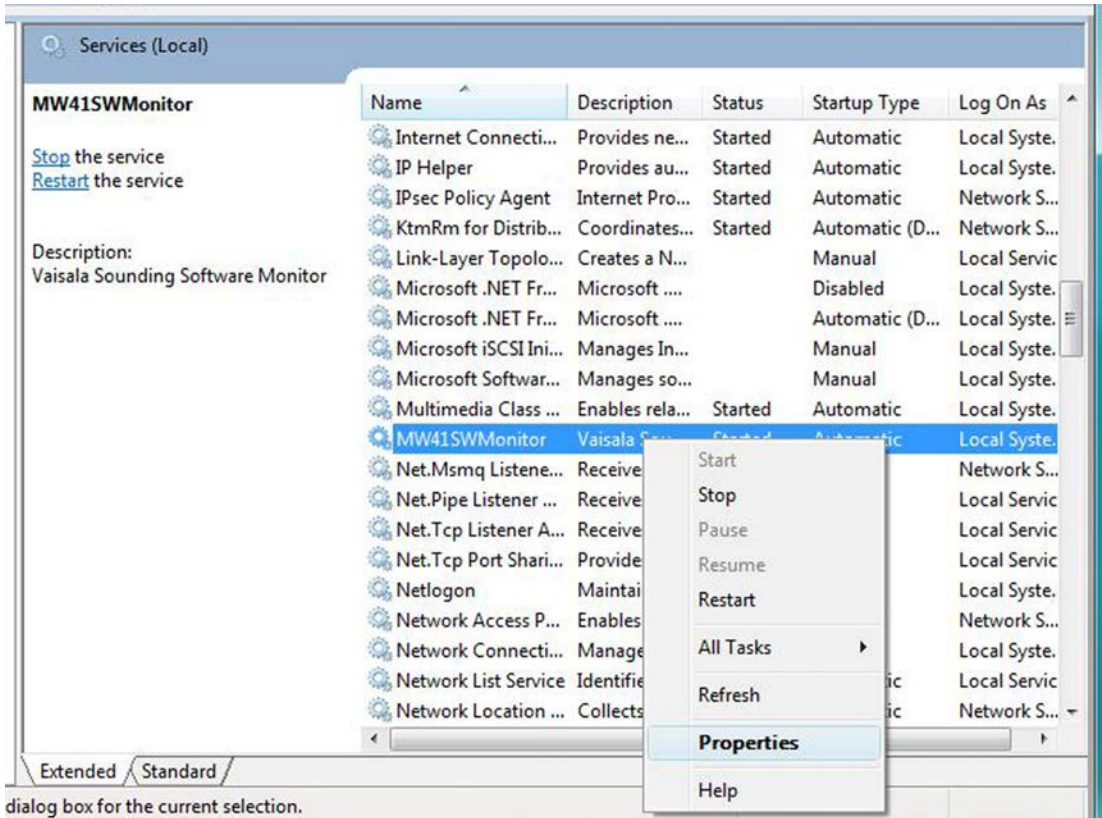 Services (Local)
MW41SWMonitor
Stop the service
Restart the service
Description:
Vaisala Sounding Software Monitor
Name Description Status Startup Type Log On As
Internet Connecti... Provides ne... Started Automatic Local Syste.
IP Helper Provides au... Started Automatic Local Syste.
IPsec Policy Agent Internet Pro... Started Automatic Network S...
KtmRm for Distrib... Coordinates... Started Automatic (D... Network S...
Link-Layer Topolo... Creates a N... Manual Local Servic
Microsoft .NET Fr... Microsoft .... Disabled Local Syste.
Microsoft .NET Fr... Microsoft .... Automatic (D... Local Syste.
Microsoft iSCSI Ini... Manages In... Manual Local Syste.
Microsoft Softwar... Manages so... Manual Local Syste.
Multimedia Class ... Enables rela... Started Automatic Local Syste.
MW41SWMonitor Vaisala Sou... Started Automatic Local Syste.
Net.Msmq Listene... Receive Network S...
Net.Pipe Listener ... Receive Local Servic
Net.Tcp Listener A... Receive Local Servic
Net.Tcp Port Shari... Provide Local Servic
Netlogon Maintai Local Syste.
Network Access P... Enables Network S...
Network Connecti... Manage Local Syste.
Network List Service Identifie ic Local Servic
Network Location ... Collects ic Network S...
Start
Stop
Pause
Resume
Restart
All Tasks
Refresh
Properties
Help
Extended Standard
dialog box for the current selection.